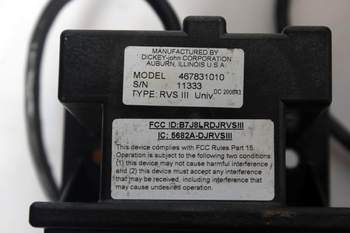 MANUFACTURED BY
DICKEY-john CORPORATION
AUBURN, ILLINOIS U.S.A.
MODEL 467831010
S/N 11333
TYPE: RVS III Univ.
FCC ID:B7J8LRDJRVSIII
IC: 5682A-DJRVSIII
This device complies with FCC Rules Part 15.
Operation is subject to the following two conditions:
(1) this device may not cause harmful interference
and (2) this device must accept any interference
that may be received, including interference that
may cause undesirous operation.